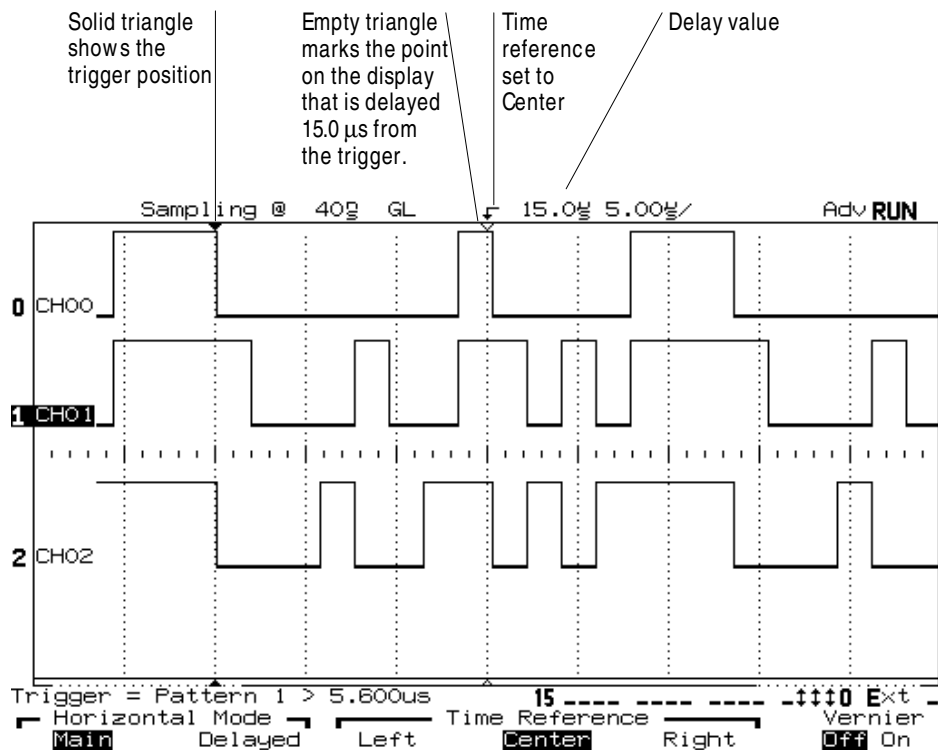 Solid triangle
shows the
trigger position
Empty triangle
marks the point
on the display
that is delayed
15.0 μs from
the trigger.
Time
reference
set to
Center
Delay value
Sampling @ 40ns GL 15.0us 5.00us/ Adv RUN
0 CH00
1 CH01
2 CH02
Trigger = Pattern 1 > 5.600us 15 ---- ---- ---- -↕↕↕0 Ext -
Horizontal Mode Time Reference Vernier
Main Delayed Left Center Right Off On